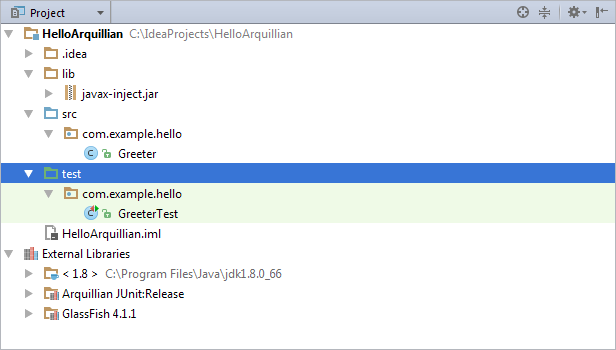 Project
HelloArquillian C:\IdeaProjects\HelloArquillian
.idea
lib
javax-inject.jar
src
com.example.hello
C Greeter
test
com.example.hello
C GreeterTest
HelloArquillian.iml
External Libraries
< 1.8 > C:\Program Files\Java\jdk1.8.0_66
Arquillian JUnit:Release
GlassFish 4.1.1